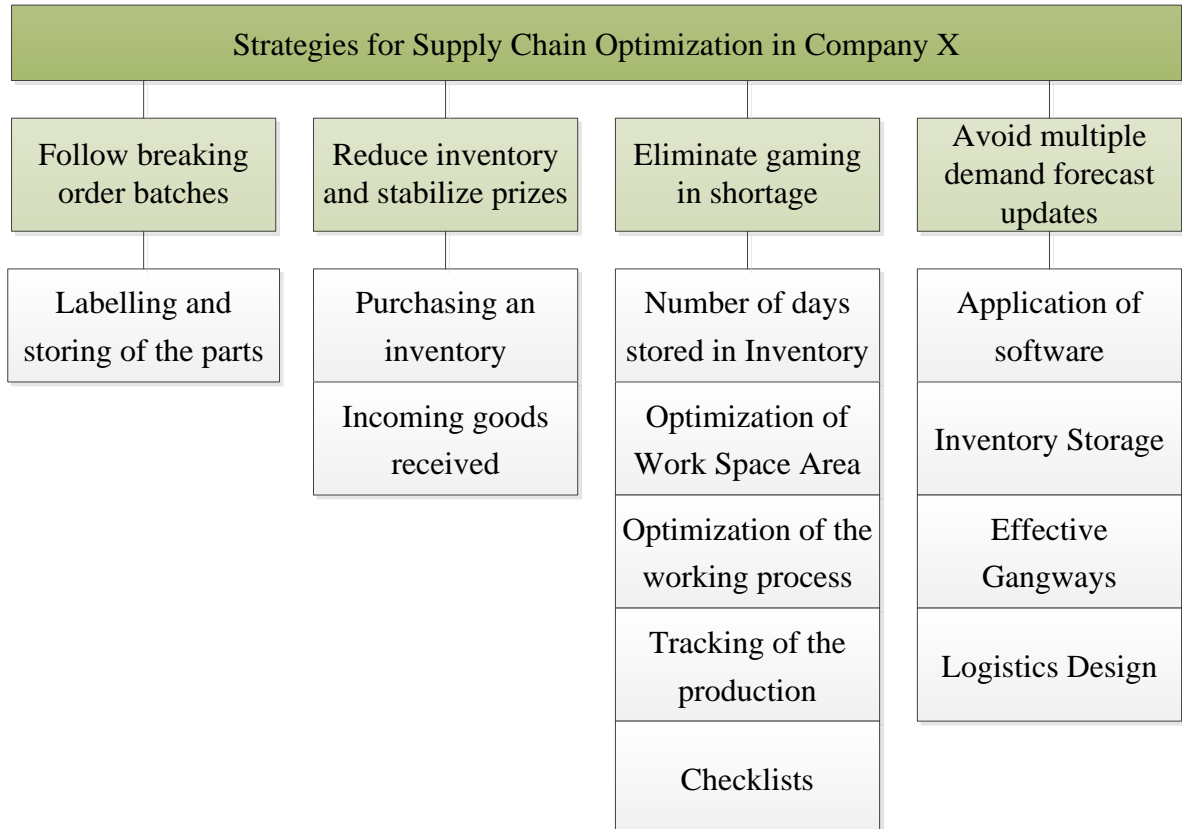 Strategies for Supply Chain Optimization in Company X
Follow breaking
order batches
Labelling and
storing of the parts
Reduce inventory
and stabilize prizes
Purchasing an
inventory
Incoming goods
received
Eliminate gaming
in shortage
Number of days
stored in Inventory
Optimization of
Work Space Area
Optimization of the
working process
Tracking of the
production
Checklists
Avoid multiple
demand forecast
updates
Application of
software
Inventory Storage
Effective
Gangways
Logistics Design